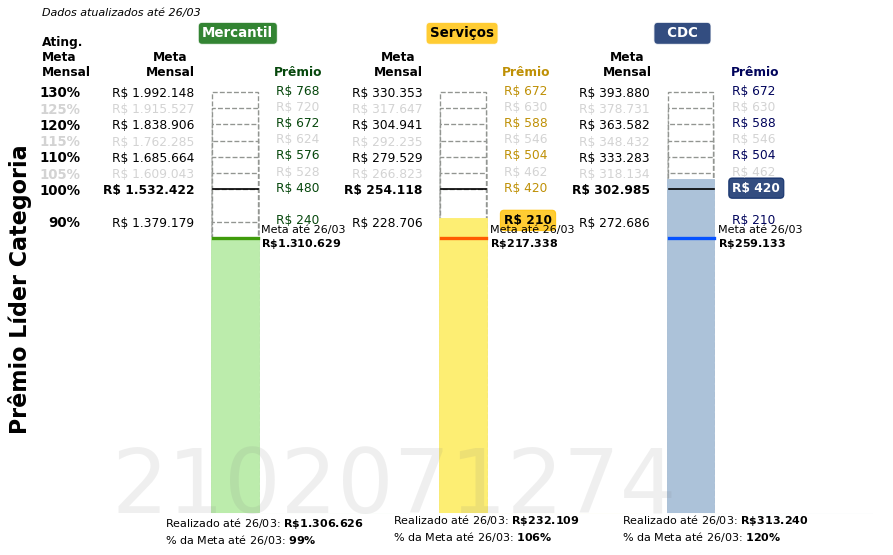 Dados atualizados até 26/03
Mercantil Serviços CDC
Ating. Meta Mensal
Meta Mensal Prêmio Meta Mensal Prêmio Meta Mensal Prêmio
130% R$ 1.992.148 R$ 768 R$ 330.353 R$ 672 R$ 393.880 R$ 672
125% R$ 1.915.527 R$ 720 R$ 317.647 R$ 630 R$ 378.731 R$ 630
120% R$ 1.838.906 R$ 672 R$ 304.941 R$ 588 R$ 363.582 R$ 588
115% R$ 1.762.285 R$ 624 R$ 292.235 R$ 546 R$ 348.432 R$ 546
110% R$ 1.685.664 R$ 576 R$ 279.529 R$ 504 R$ 333.283 R$ 504
105% R$ 1.609.043 R$ 528 R$ 266.823 R$ 462 R$ 318.134 R$ 462
100% R$ 1.532.422 R$ 480 R$ 254.118 R$ 420 R$ 302.985 R$ 420
90% R$ 1.379.179 R$ 240 R$ 228.706 R$ 210 R$ 272.686 R$ 210
Meta até 26/03 Meta até 26/03 Meta até 26/03
R$1.310.629 R$217.338 R$259.133
Prêmio Líder Categoria
2102071274
Realizado até 26/03: R$1.306.626 Realizado até 26/03: R$232.109 Realizado até 26/03: R$313.240
% da Meta até 26/03: 99% % da Meta até 26/03: 106% % da Meta até 26/03: 120%